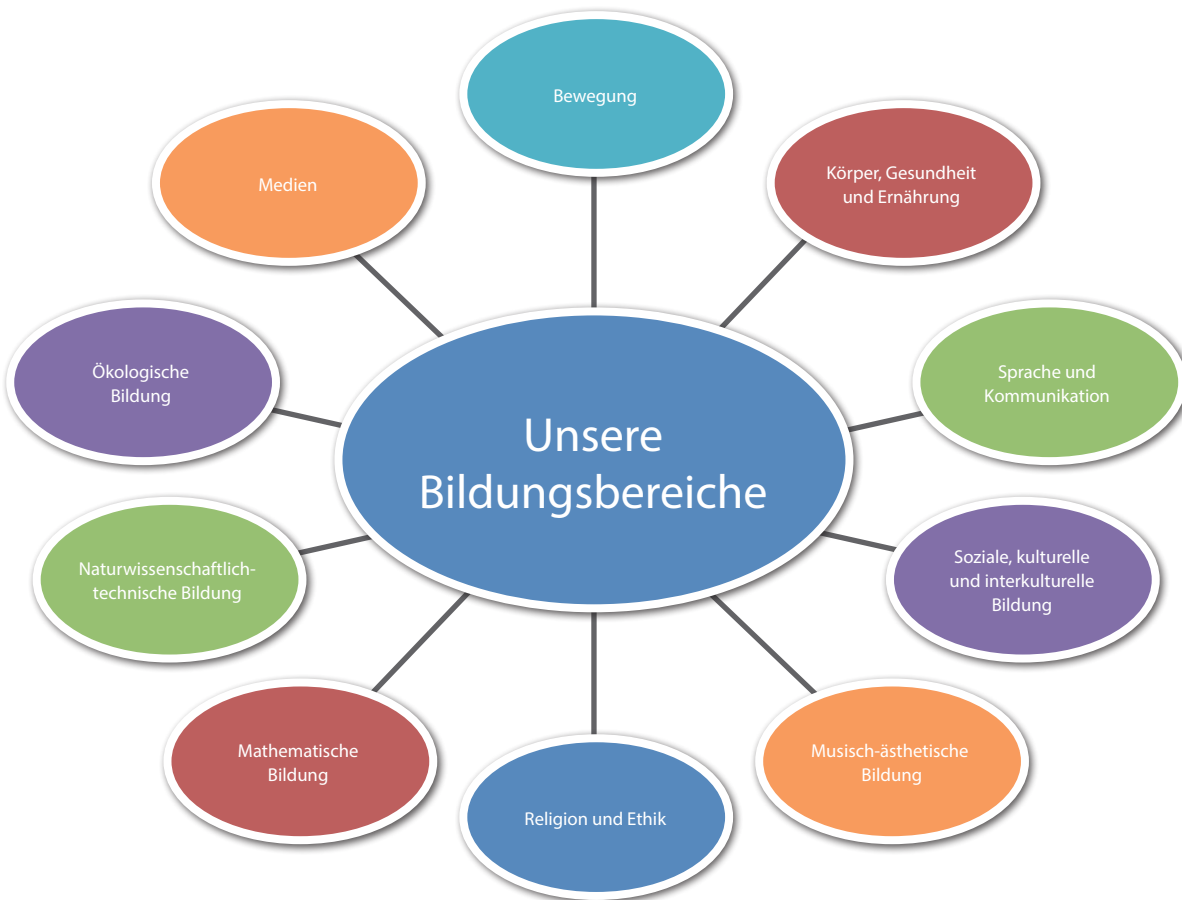 Bewegung
Körper, Gesundheit
und Ernährung
Medien
Sprache und
Kommunikation
Ökologische
Bildung
Unsere
Bildungsbereiche
Soziale, kulturelle
und interkulturelle
Bildung
Naturwissenschaftlich-
technische Bildung
Musisch-ästhetische
Bildung
Mathematische
Bildung
Religion und Ethik